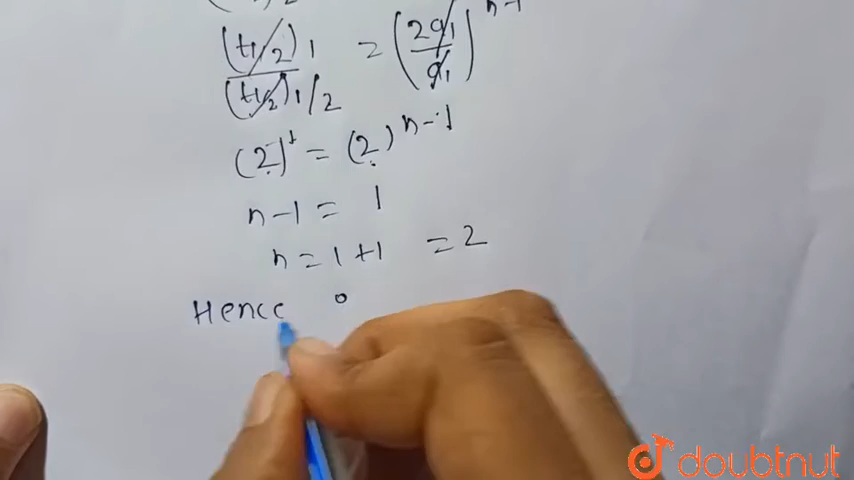 (t1/2)1 / (t1/2)1/2 = (2a1 / a1)^n-1
(2)^1 = (2)^n-1
n-1 = 1
n = 1+1 = 2
Hence o
doubtnut